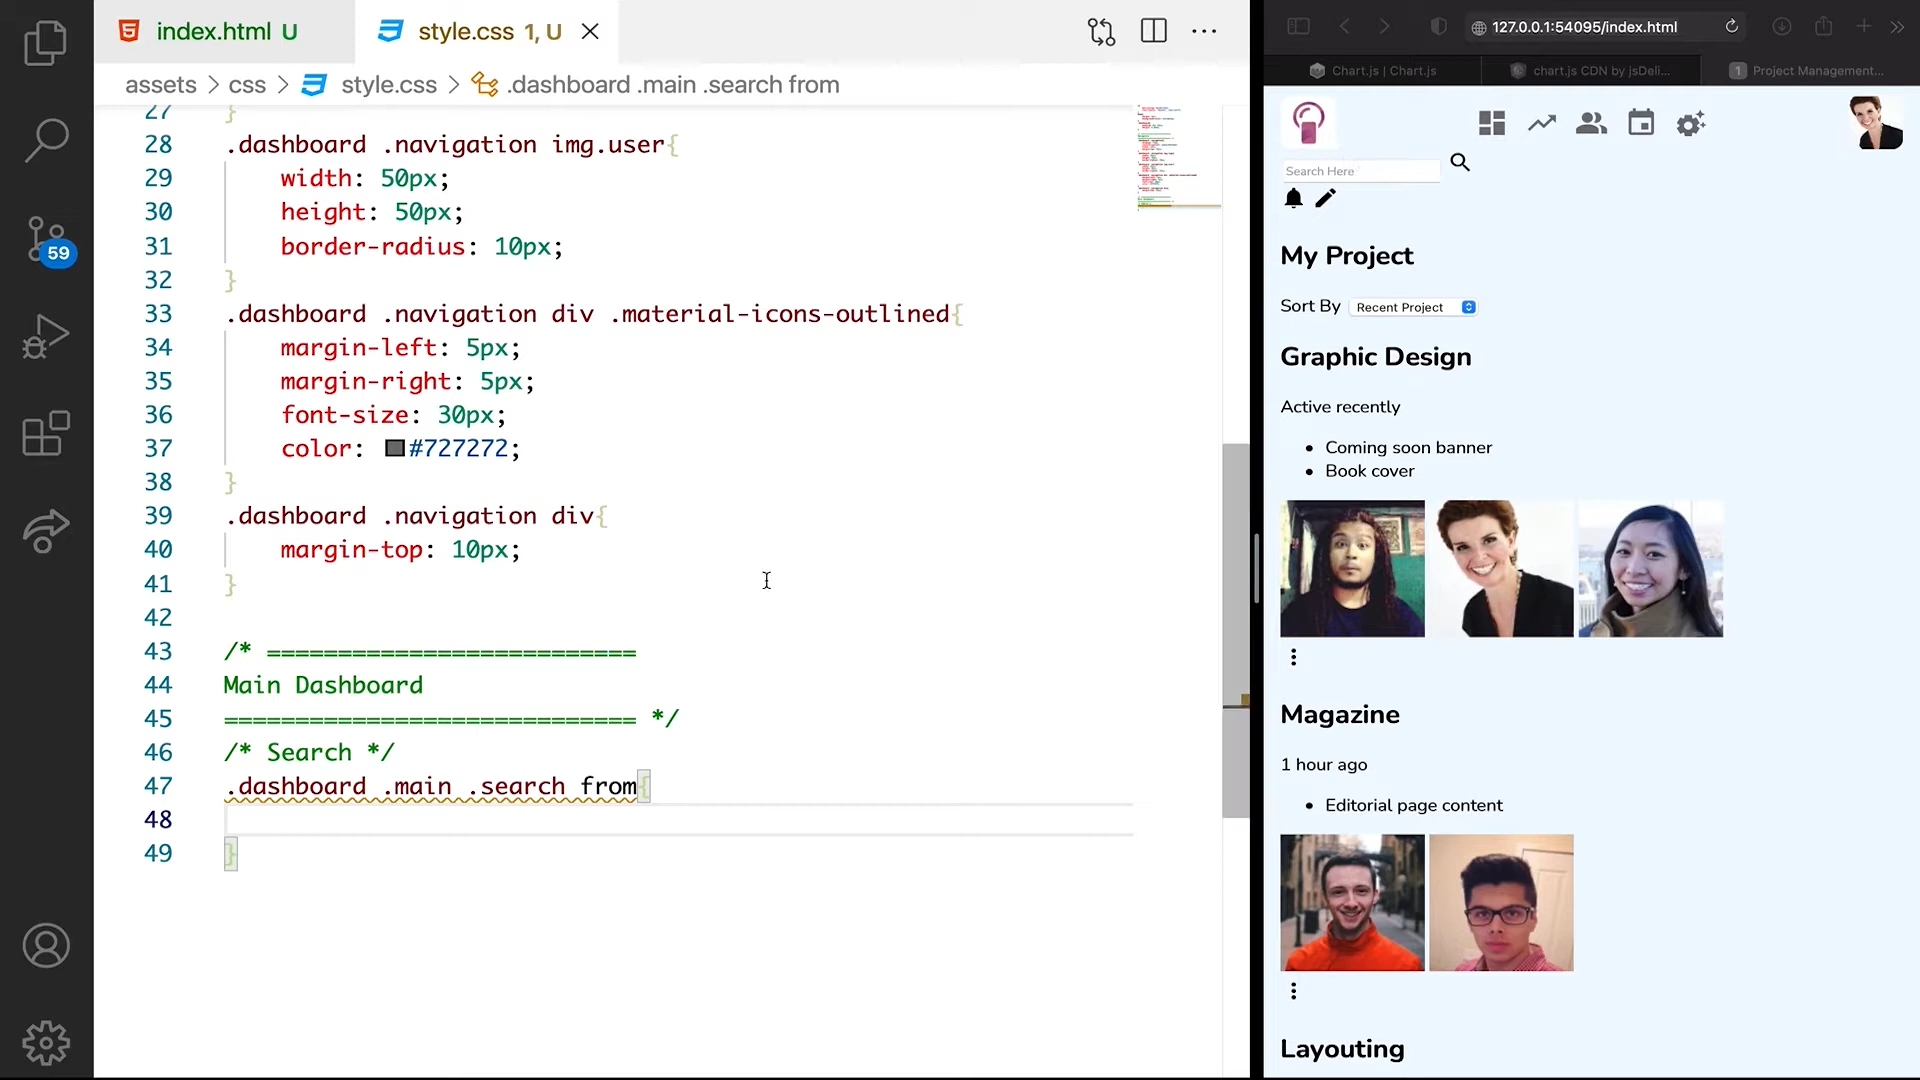 index.html U
style.css 1, U
assets > css > style.css > .dashboard .main .search from
27 }
28 .dashboard .navigation img.user{
29 width: 50px;
30 height: 50px;
31 border-radius: 10px;
32 }
33 .dashboard .navigation div .material-icons-outlined{
34 margin-left: 5px;
35 margin-right: 5px;
36 font-size: 30px;
37 color: #727272;
38 }
39 .dashboard .navigation div{
40 margin-top: 10px;
41 }
42
43 /* ==========================
44 Main Dashboard
45 ============================= */
46 /* Search */
47 .dashboard .main .search from{
48
49 }
59
127.0.0.1:54095/index.html
Chart.js | Chart.js
chart.js CDN by jsDeli...
1 Project Management...
Search Here
My Project
Sort By Recent Project
Graphic Design
Active recently
• Coming soon banner
• Book cover
Magazine
1 hour ago
• Editorial page content
Layouting